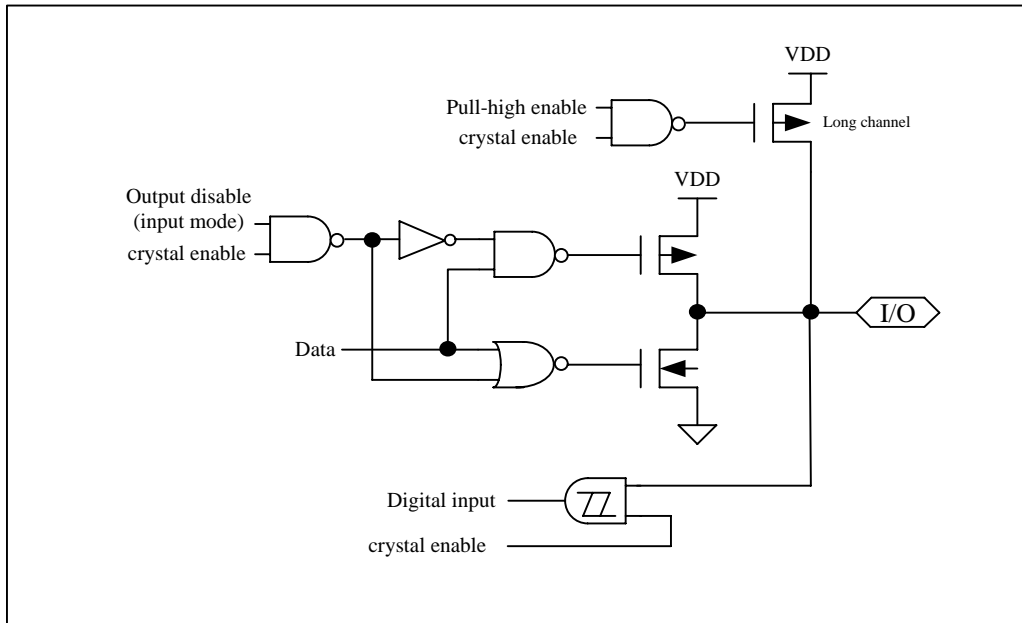 VDD
Pull-high enable
crystal enable
Long channel
VDD
Output disable
(input mode)
crystal enable
I/O
Data
Digital input
crystal enable